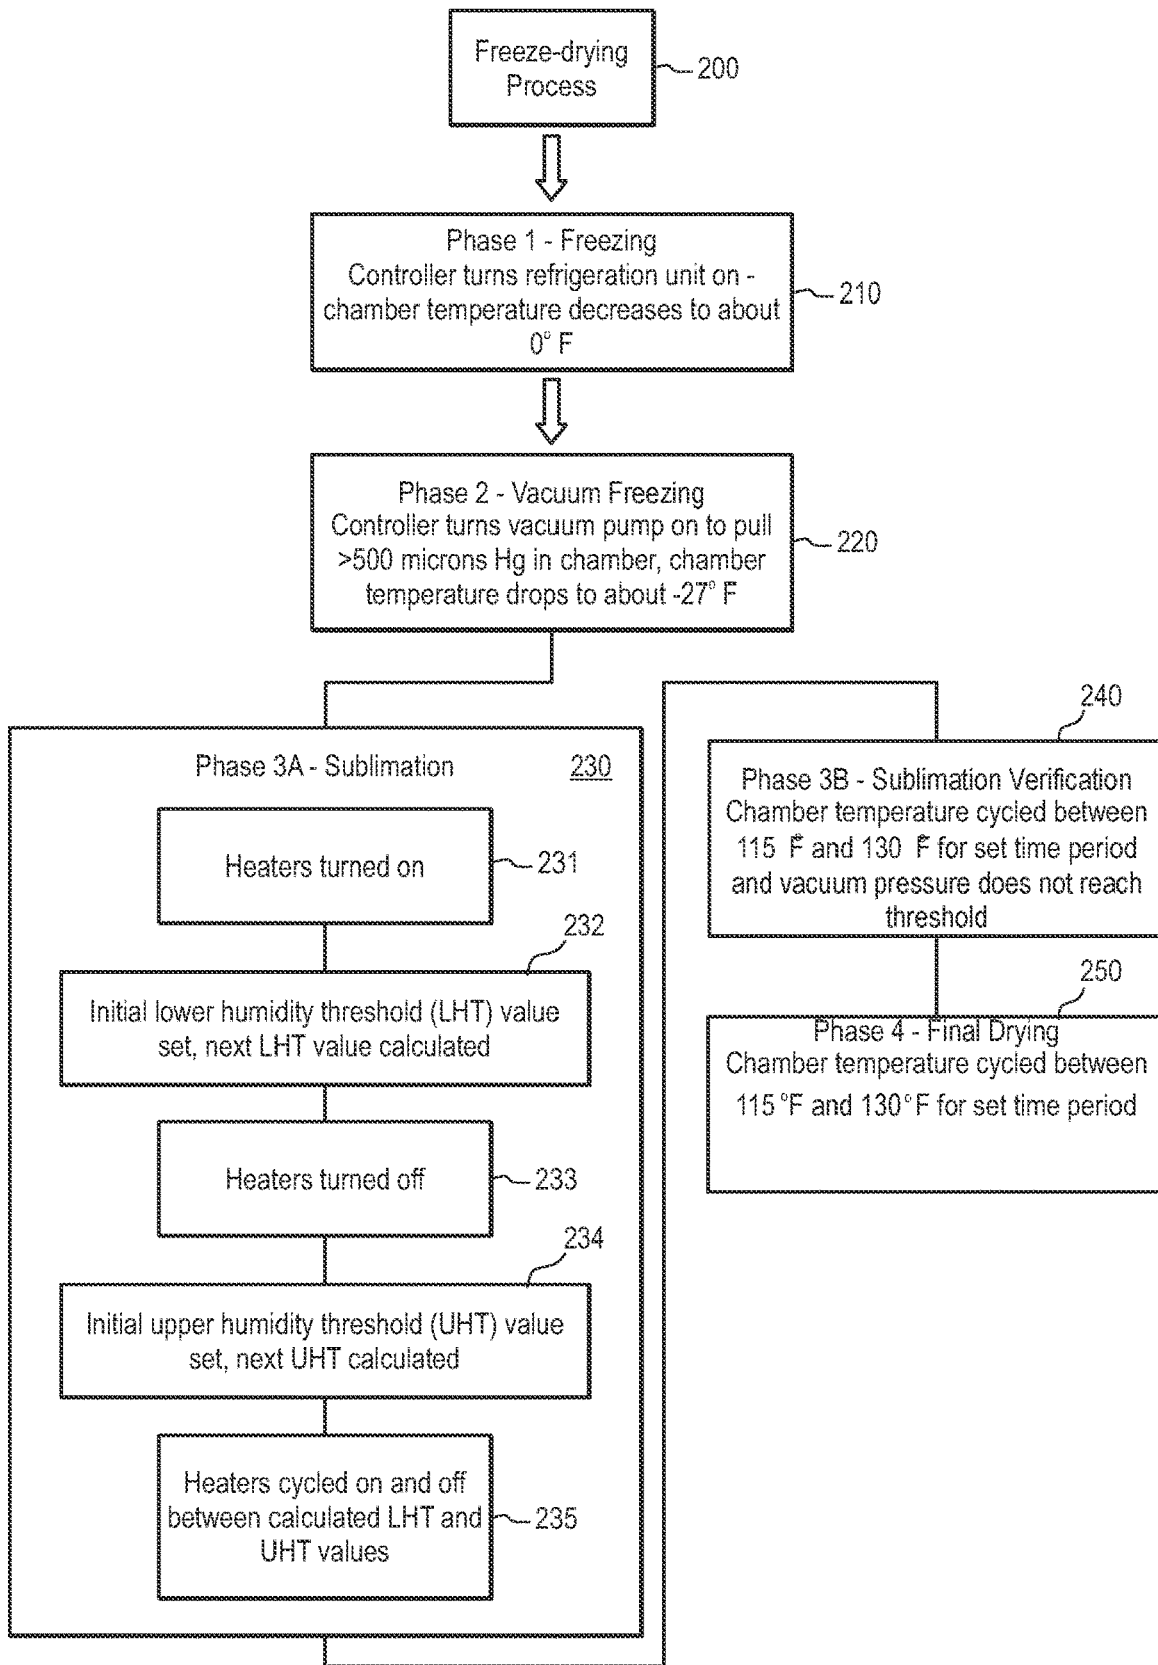 Freeze-drying
Process
200
Phase 1 - Freezing
Controller turns refrigeration unit on -
chamber temperature decreases to about
0° F
210
Phase 2 - Vacuum Freezing
Controller turns vacuum pump on to pull
>500 microns Hg in chamber, chamber
temperature drops to about -27° F
220
Phase 3A - Sublimation
230
Heaters turned on
231
232
Initial lower humidity threshold (LHT) value
set, next LHT value calculated
Heaters turned off
233
234
Initial upper humidity threshold (UHT) value
set, next UHT calculated
Heaters cycled on and off
between calculated LHT and
UHT values
235
240
Phase 3B - Sublimation Verification
Chamber temperature cycled between
115 °F and 130 °F for set time period
and vacuum pressure does not reach
threshold
250
Phase 4 - Final Drying
Chamber temperature cycled between
115 °F and 130°F for set time period